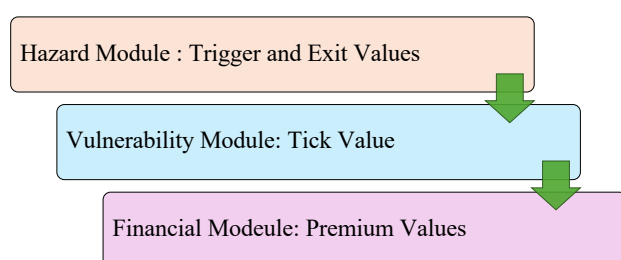 Hazard Module : Trigger and Exit Values
Vulnerability Module: Tick Value
Financial Modeule: Premium Values